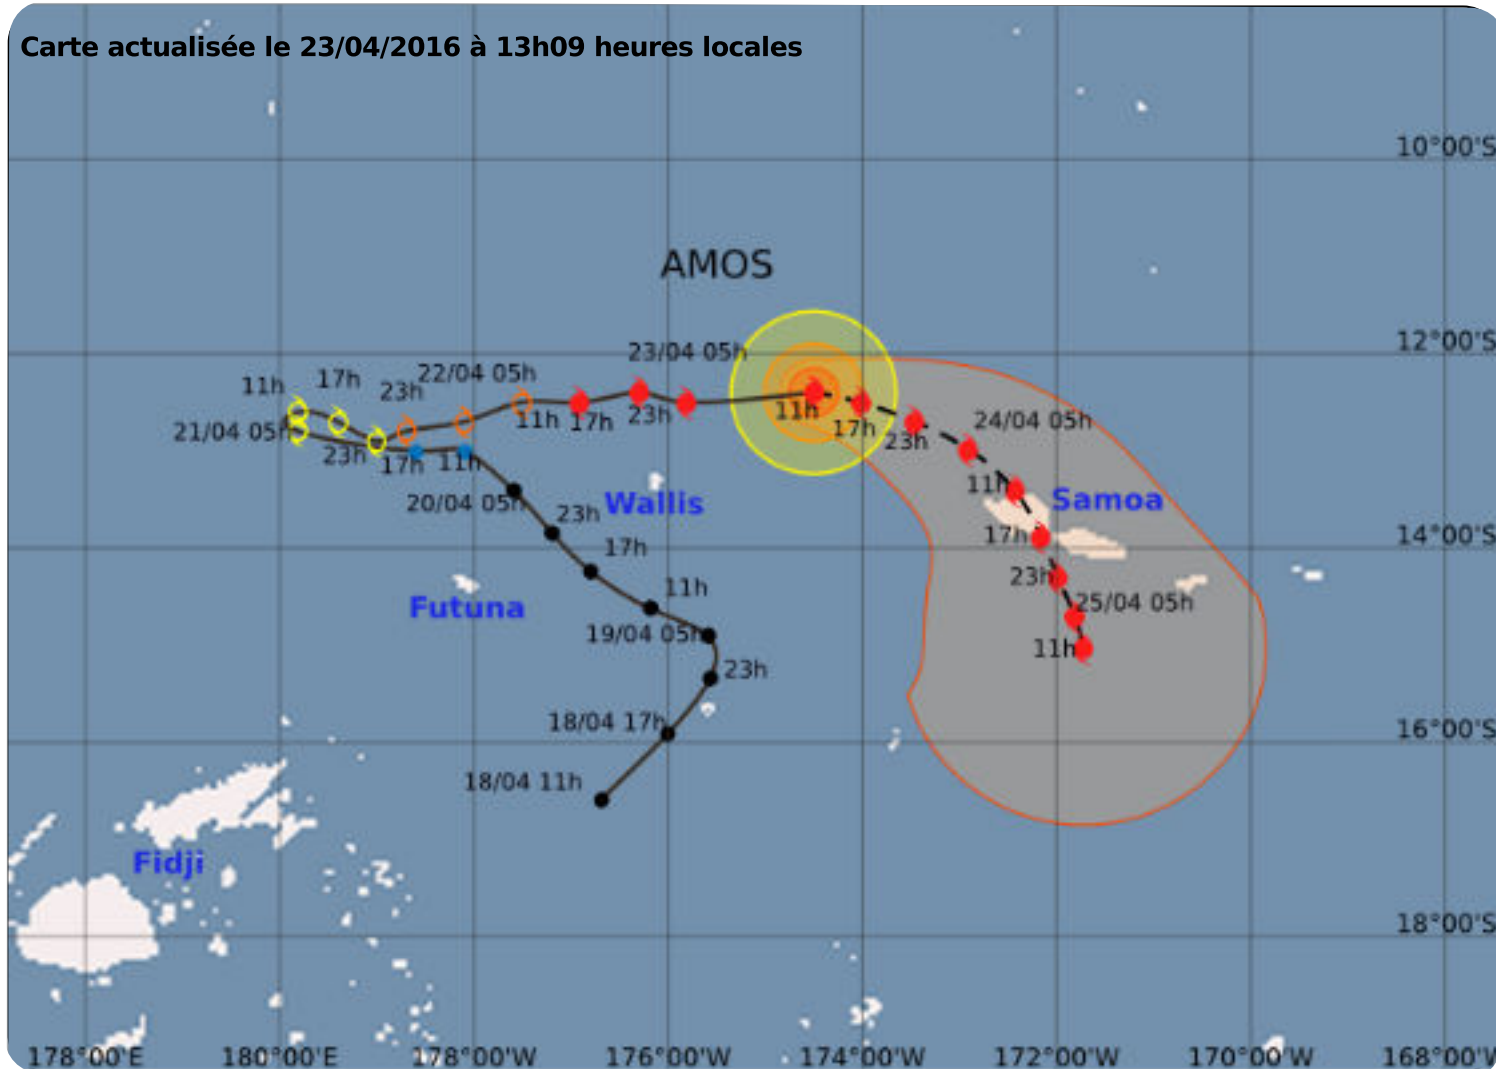 Carte actualisée le 23/04/2016 à 13h09 heures locales
10°00'S
AMOS
12°00'S
23/04 05h
22/04 05h
17h
11h
23h
11h
17h
23h
11h
17h
23h
24/04 05h
21/04 05h
23h
17h
11h
11h
20/04 05h
23h
Wallis
Samoa
17h
14°00'S
17h
23h
11h
25/04 05h
Futuna
19/04 05h
11h
23h
18/04 17h
16°00'S
18/04 11h
Fidji
18°00'S
178°00'E
180°00'E
178°00'W
176°00'W
174°00'W
172°00'W
170°00'W
168°00'W